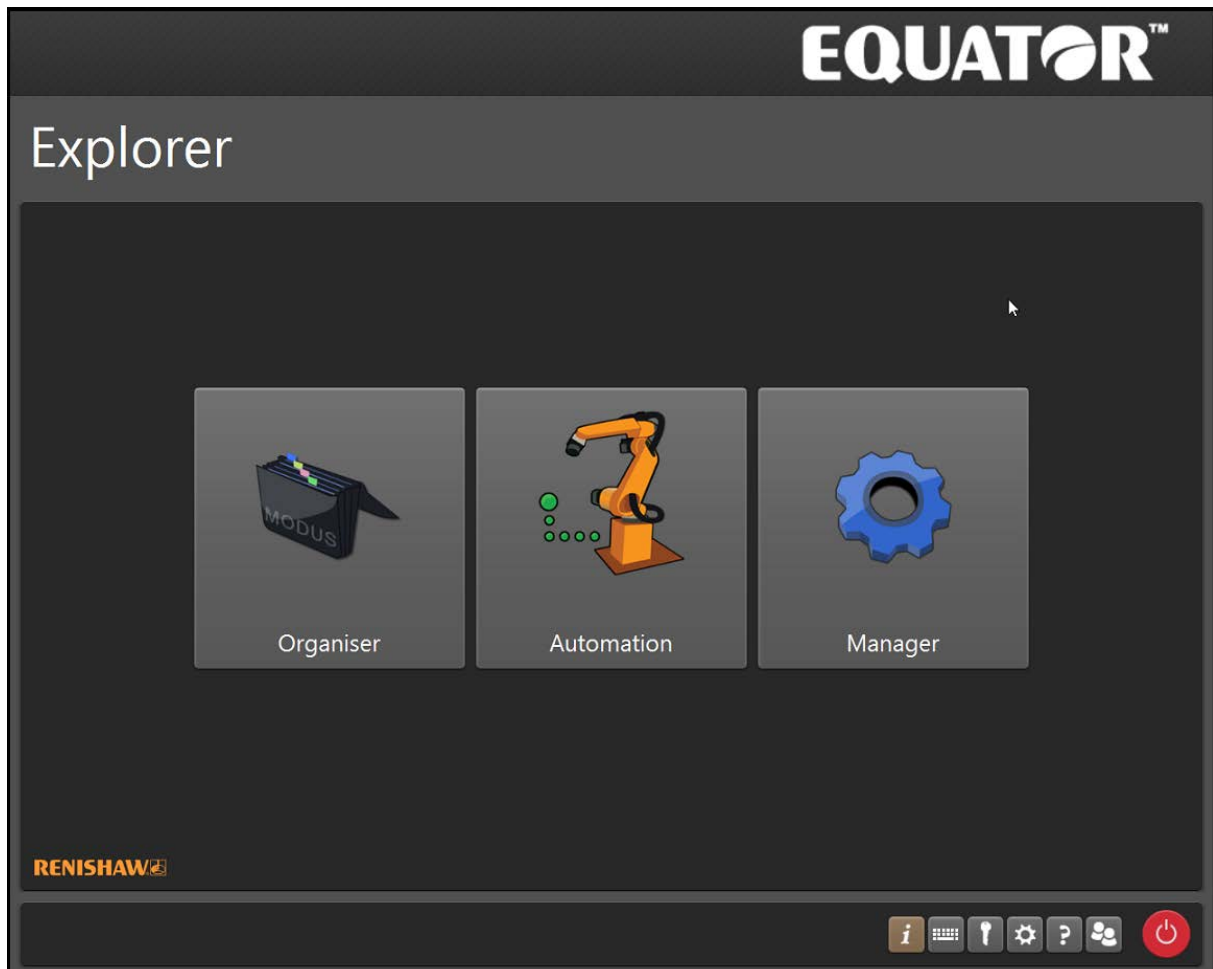 EQUATOR™
Explorer
MODUS
Organiser
Automation
Manager
RENISHAW
i
?